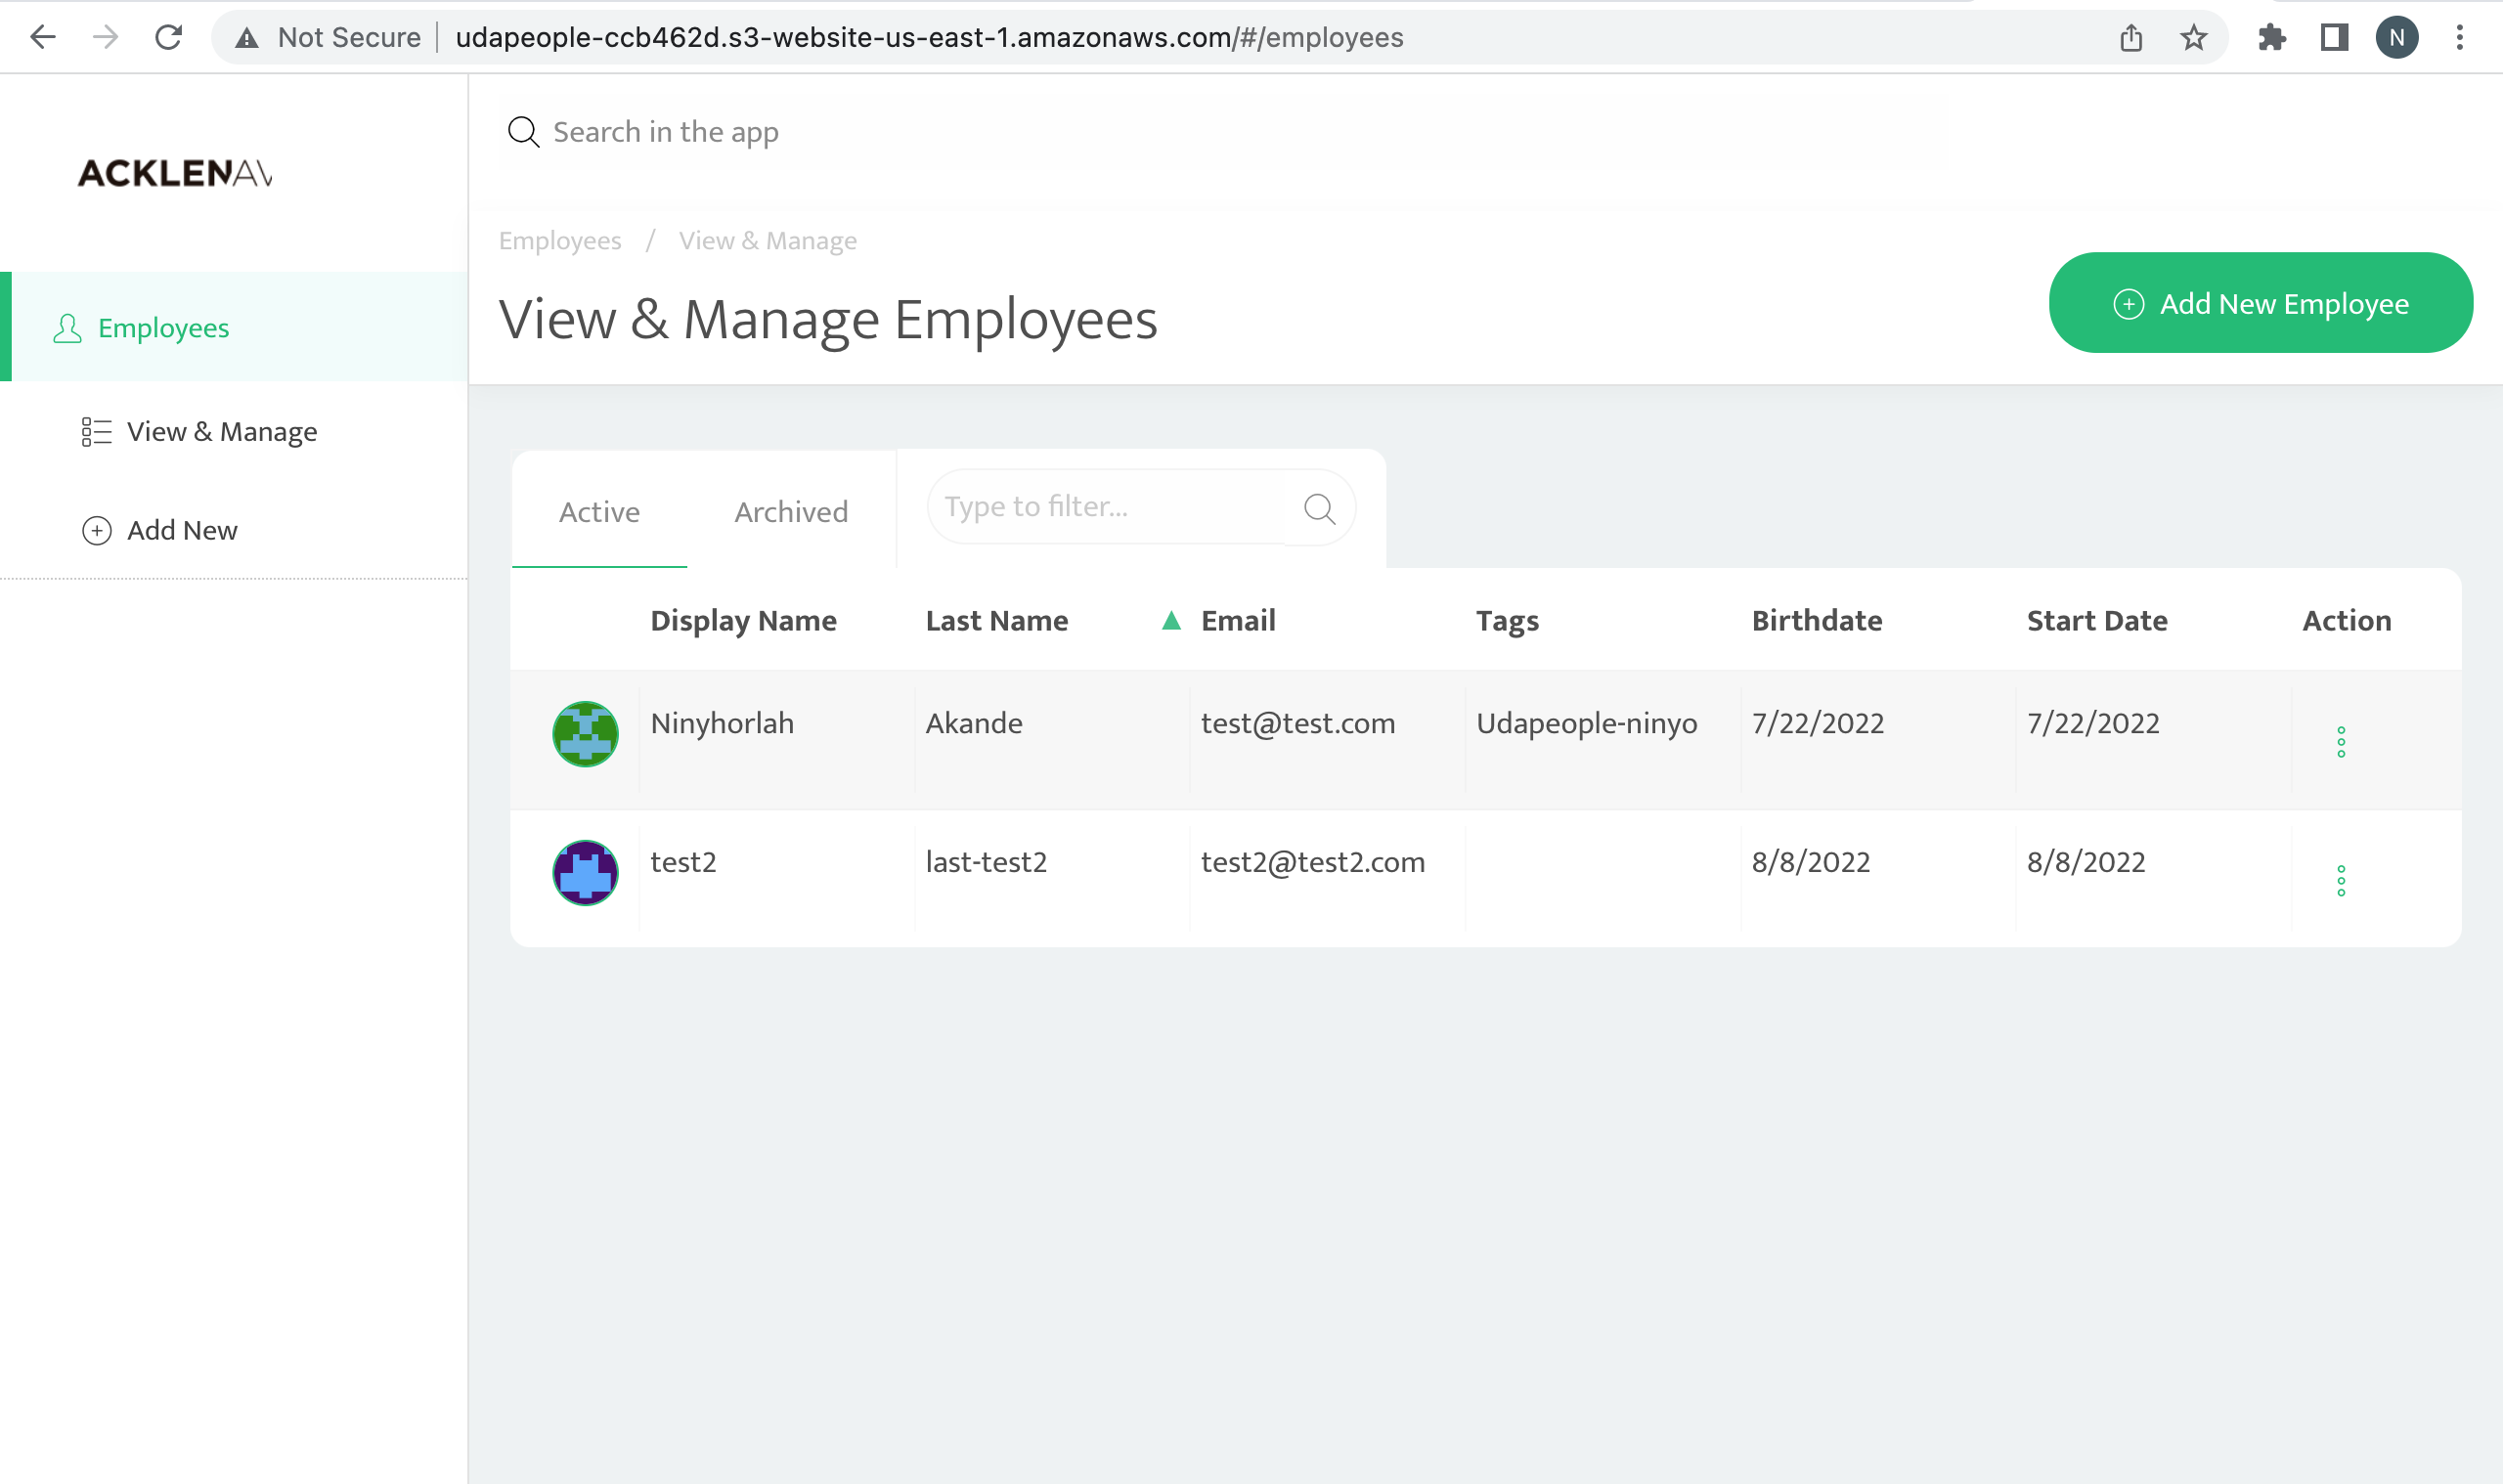 Not Secure udapeople-ccb462d.s3-website-us-east-1.amazonaws.com/#/employees N
ACKLENAV
Search in the app
Employees / View & Manage
View & Manage Employees
Add New Employee
Employees
View & Manage
Add New
Active Archived Type to filter...
Display Name Last Name Email Tags Birthdate Start Date Action
Ninyhorlah Akande test@test.com Udapeople-ninyo 7/22/2022 7/22/2022
test2 last-test2 test2@test2.com 8/8/2022 8/8/2022